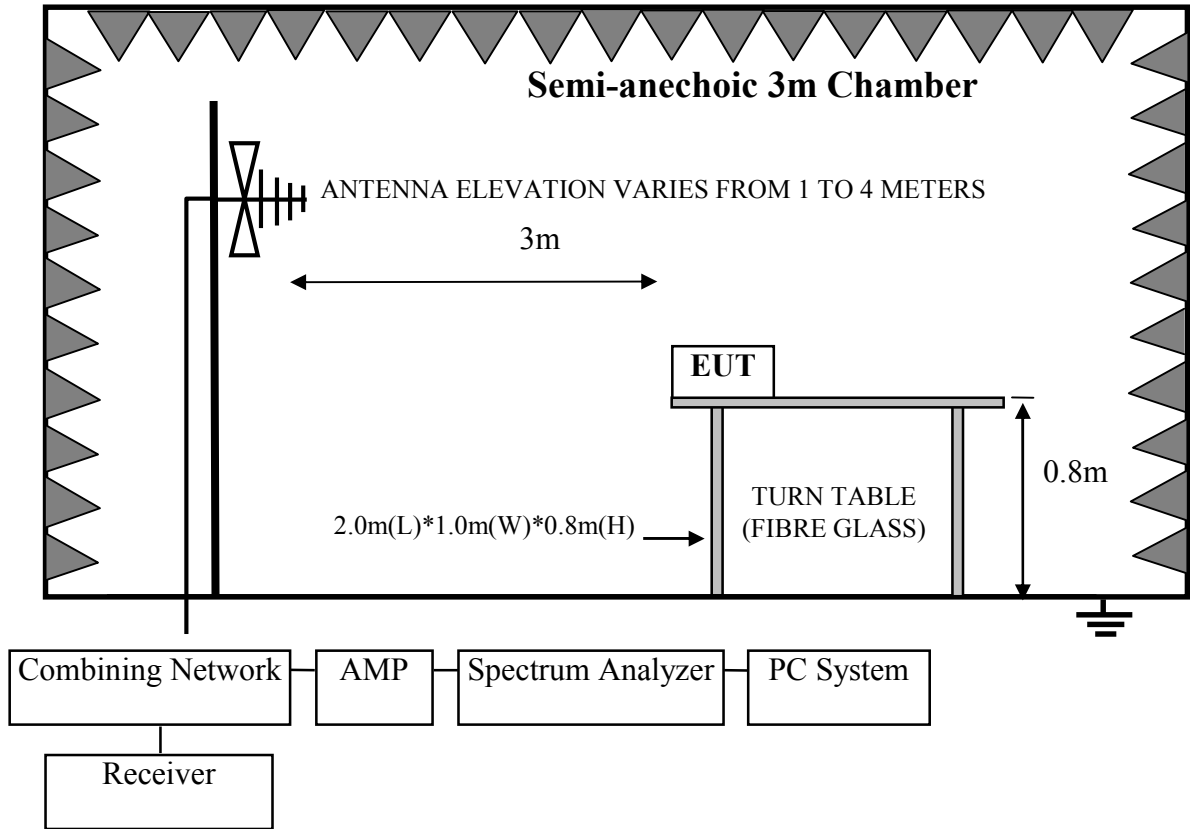 Semi-anechoic 3m Chamber
ANTENNA ELEVATION VARIES FROM 1 TO 4 METERS
3m
EUT
0.8m
TURN TABLE
(FIBRE GLASS)
2.0m(L)*1.0m(W)*0.8m(H)
Combining Network
AMP
Spectrum Analyzer
PC System
Receiver